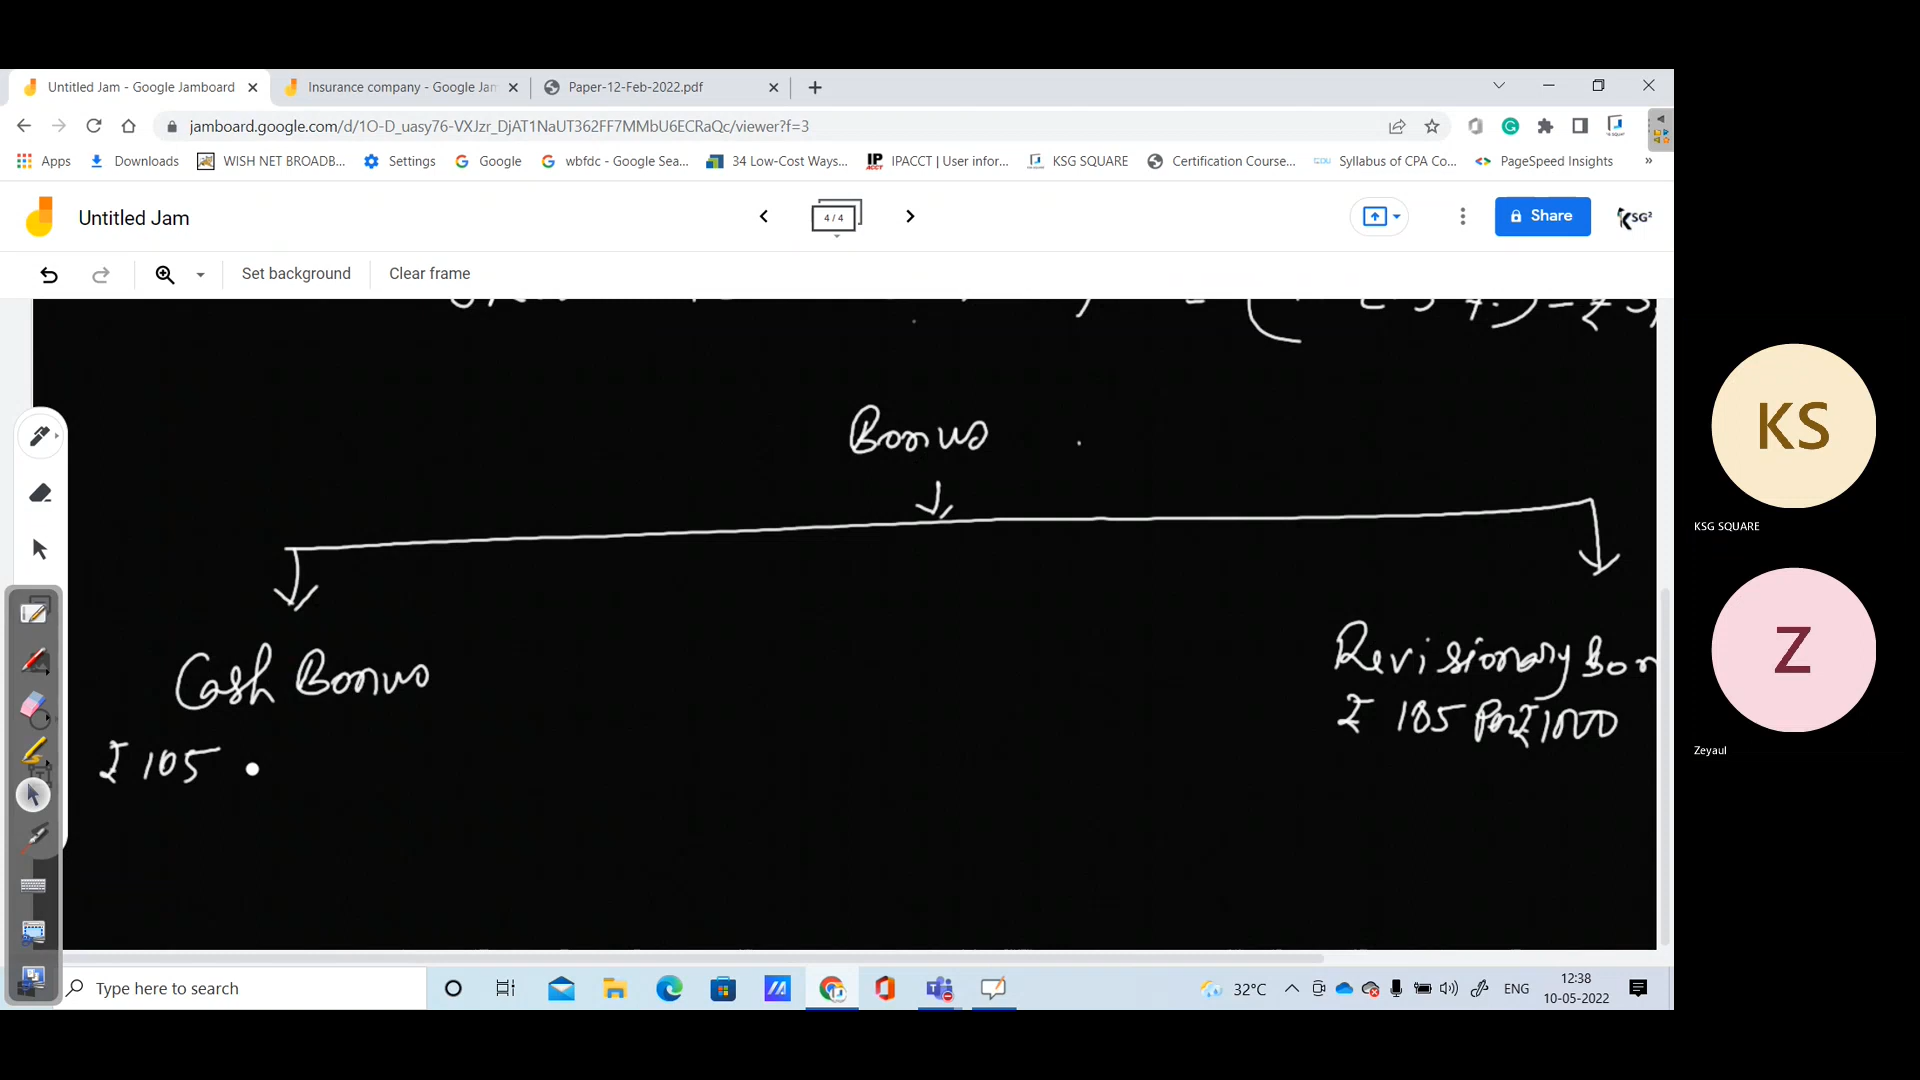 Untitled Jam - Google Jamboard
Insurance company - Google Jam
Paper-12-Feb-2022.pdf
jamboard.google.com/d/1O-D_uasy76-VXJzr_DjAT1NaUT362FF7MMbU6ECRaQc/viewer?f=3
Apps
Downloads
WISH NET BROADB...
Settings
Google
wbfdc - Google Sea...
34 Low-Cost Ways...
IPACCT | User infor...
KSG SQUARE
Certification Course...
Syllabus of CPA Co...
PageSpeed Insights
»
Untitled Jam
4 / 4
Share
KSG²
Set background
Clear frame
Bonus
Cash Bonus
Revisionary Bon
₹ 105 Per ₹ 1000
₹ 105
KS
KSG SQUARE
Z
Zeyaul
Type here to search
32°C
ENG
12:38
10-05-2022